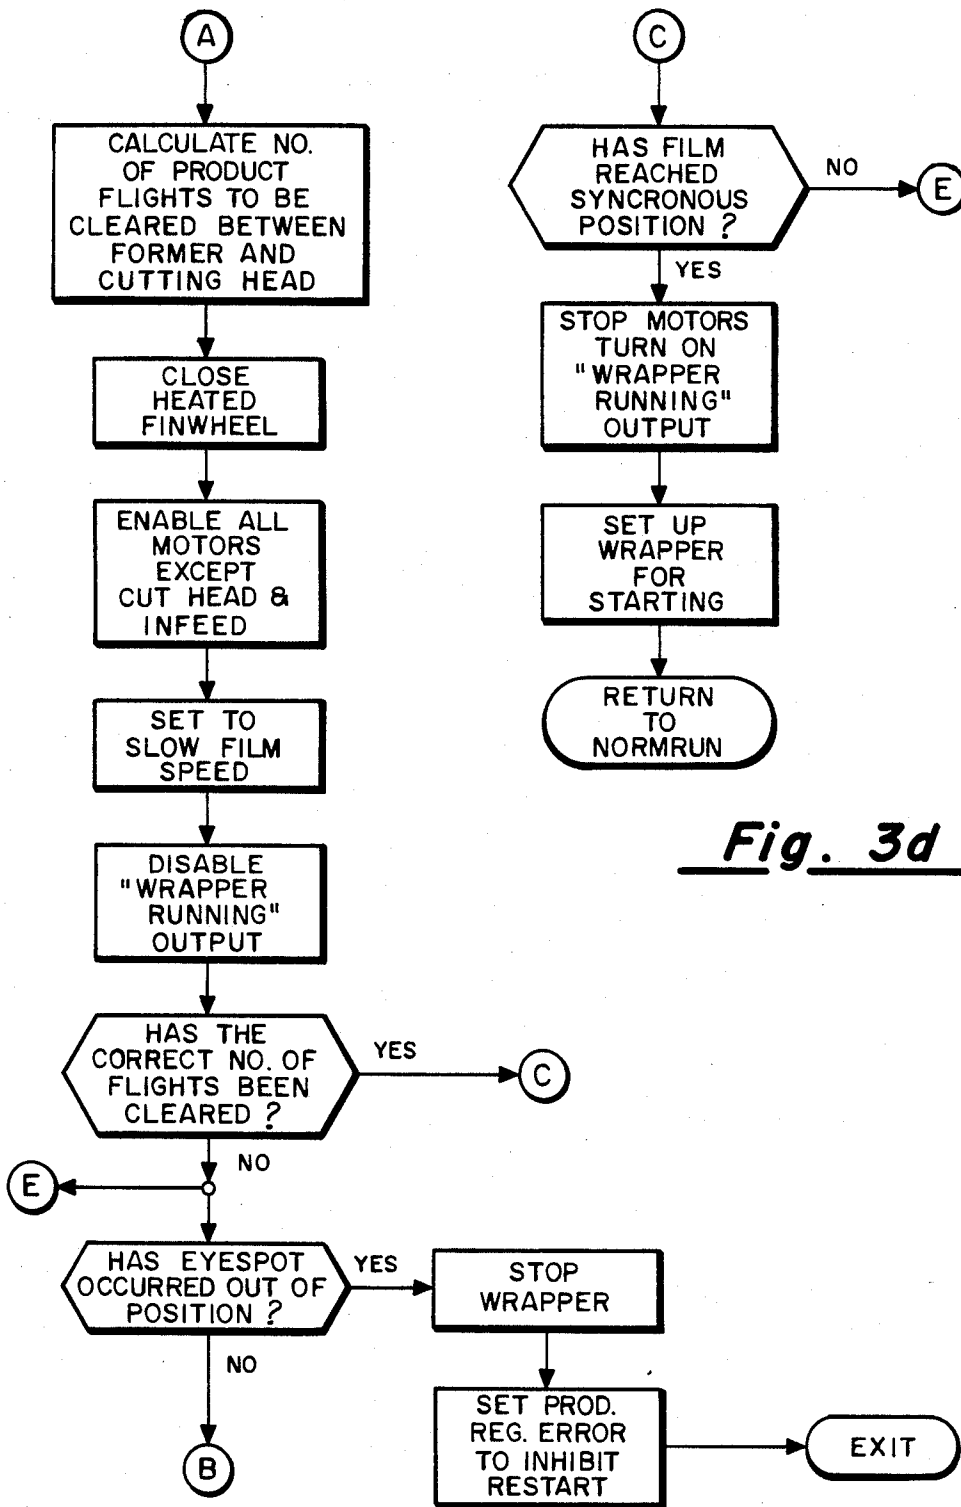 A
CALCULATE NO.
OF PRODUCT
FLIGHTS TO BE
CLEARED BETWEEN
FORMER AND
CUTTING HEAD
CLOSE
HEATED
FINWHEEL
ENABLE ALL
MOTORS
EXCEPT
CUT HEAD &
INFEED
SET TO
SLOW FILM
SPEED
DISABLE
"WRAPPER
RUNNING"
OUTPUT
HAS THE
CORRECT NO. OF
FLIGHTS BEEN
CLEARED ?
YES
C
NO
E
HAS EYESPOT
OCCURRED OUT OF
POSITION ?
YES
STOP
WRAPPER
SET PROD.
REG. ERROR
TO INHIBIT
RESTART
EXIT
NO
B
C
HAS FILM
REACHED
SYNCRONOUS
POSITION ?
NO
E
YES
STOP MOTORS
TURN ON
"WRAPPER
RUNNING"
OUTPUT
SET UP
WRAPPER
FOR
STARTING
RETURN
TO
NORMRUN
Fig. 3d